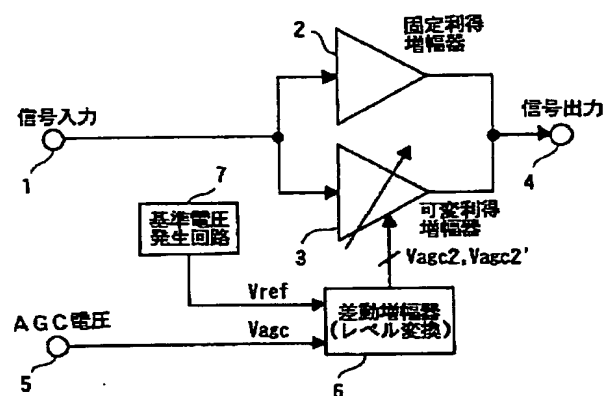 2
固定利得
増幅器
信号入力
1
信号出力
4
7
基準電圧
発生回路
3
可変利得
増幅器
Vagc2,Vagc2'
Vref
AGC電圧
5
Vagc
差動増幅器
(レベル変換)
6